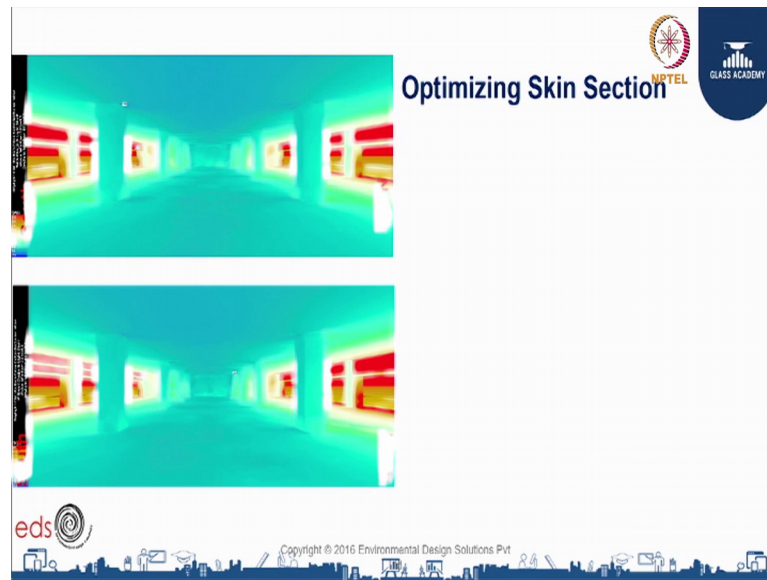 NPTEL
GLASS ACADEMY
Optimizing Skin Section
eds
Copyright © 2016 Environmental Design Solutions Pvt